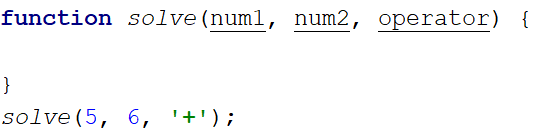 function solve(num1, num2, operator) {
}
solve(5, 6, '+');